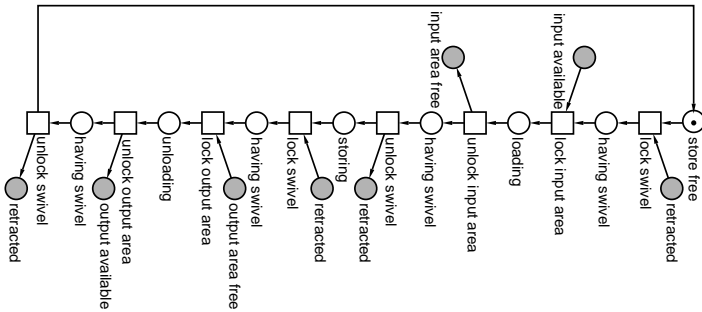 store free
retracted
lock swivel
having swivel
input available
lock input area
loading
unlock input area
input area free
having swivel
unlock swivel
retracted
storing
retracted
lock swivel
having swivel
output area free
lock output area
unloading
unlock output area
output available
having swivel
unlock swivel
retracted